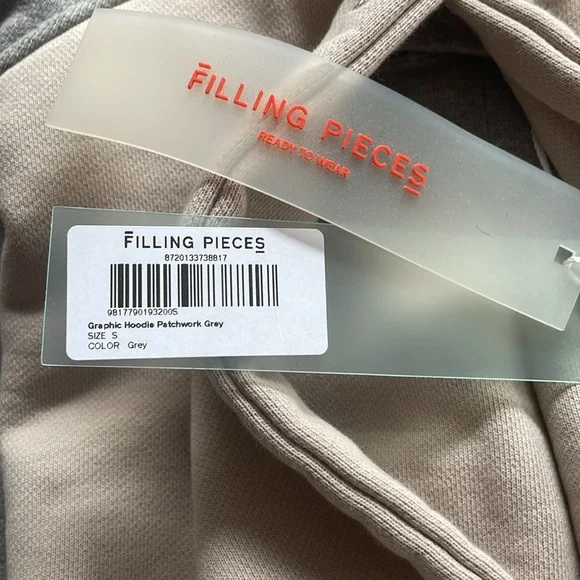 FILLING PIECES
READY TO WEAR
FILLING PIECES
8720133738817
9817790193200S
Graphic Hoodie Patchwork Grey
SIZE S
COLOR Grey